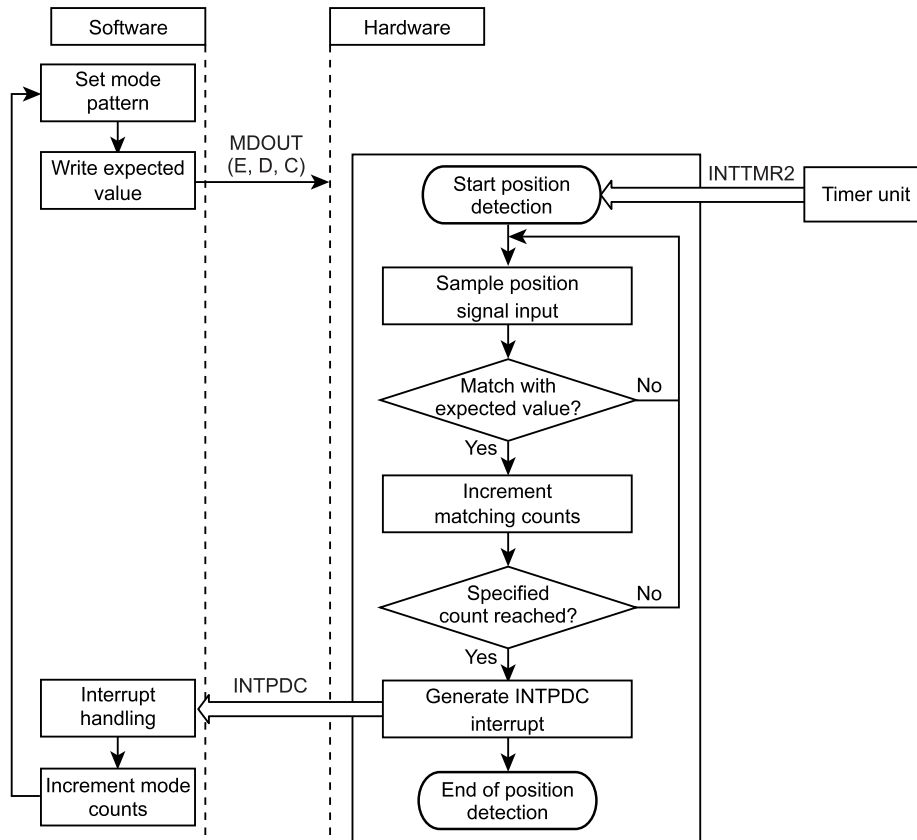 Software
Hardware
Set mode
pattern
Write expected
value
MDOUT
(E, D, C)
Start position
detection
INTTMR2
Timer unit
Sample position
signal input
Match with
expected value?
No
Yes
Increment
matching counts
Specified
count reached?
No
Yes
Generate INTPDC
interrupt
INTPDC
Interrupt
handling
Increment mode
counts
End of position
detection